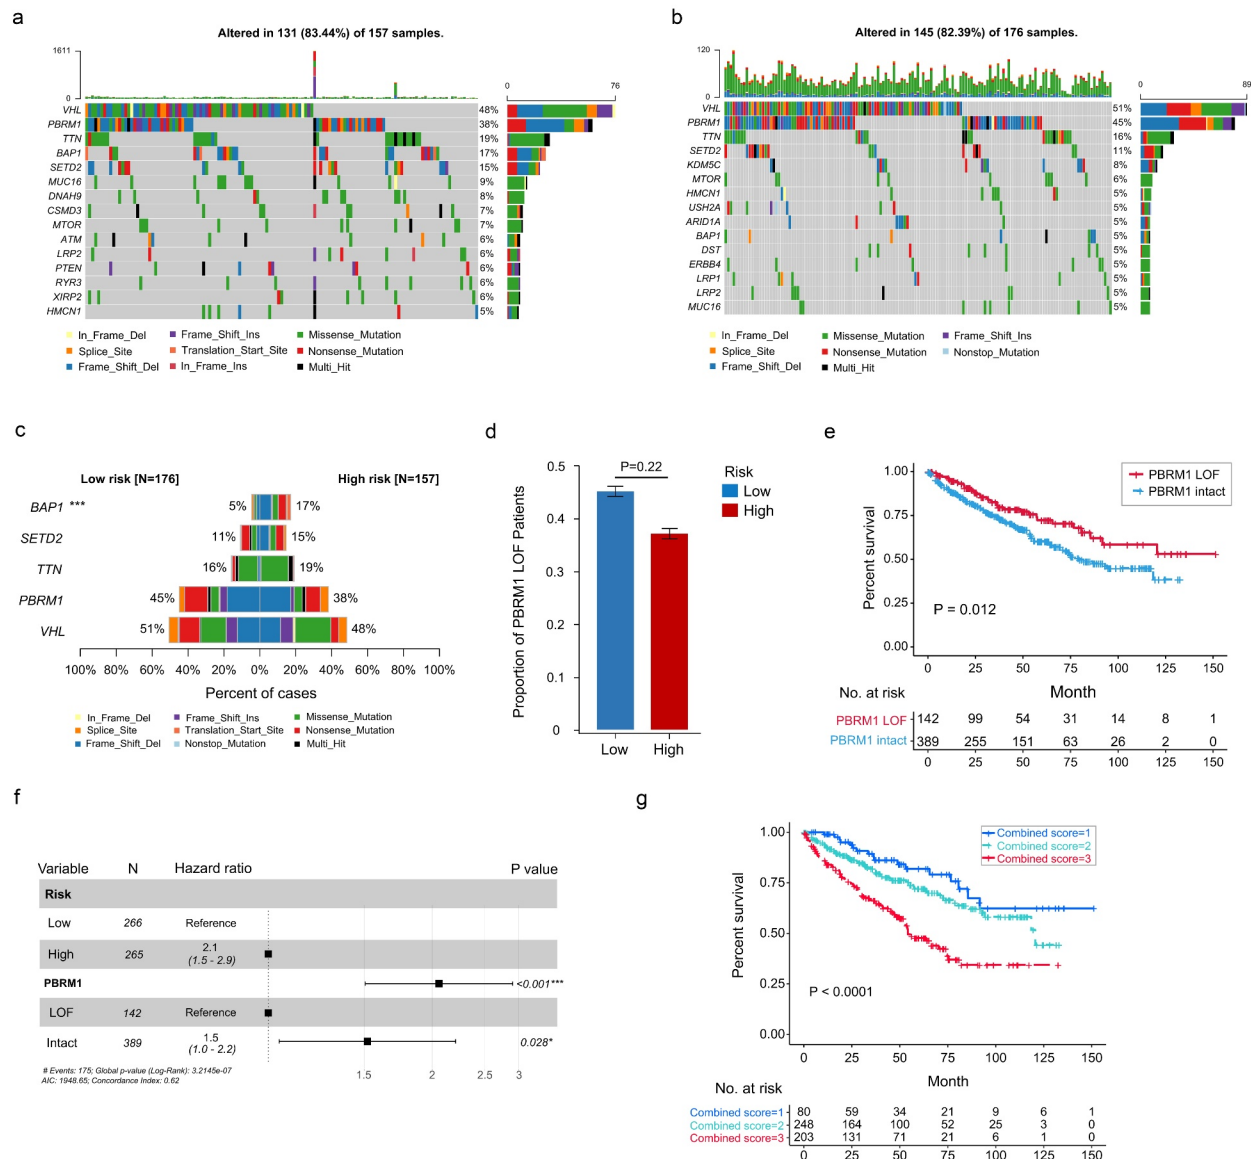 a
Altered in 131 (83.44%) of 157 samples.
1611
0
0 76
VHL 48%
PBRM1 38%
TTN 19%
BAP1 17%
SETD2 15%
MUC16 9%
DNAH9 8%
CSMD3 7%
MTOR 7%
ATM 6%
LRP2 6%
PTEN 6%
RYR3 6%
XIRP2 6%
HMCN1 5%
In_Frame_Del Frame_Shift_Ins Missense_Mutation
Splice_Site Translation_Start_Site Nonsense_Mutation
Frame_Shift_Del In_Frame_Ins Multi_Hit
b
Altered in 145 (82.39%) of 176 samples.
120
0
0 89
VHL 51%
PBRM1 45%
TTN 16%
SETD2 11%
KDM5C 8%
MTOR 6%
HMCN1 5%
USH2A 5%
ARID1A 5%
BAP1 5%
DST 5%
ERBB4 5%
LRP1 5%
LRP2 5%
MUC16 5%
In_Frame_Del Missense_Mutation Frame_Shift_Ins
Splice_Site Nonsense_Mutation Nonstop_Mutation
Frame_Shift_Del Multi_Hit
c
Low risk [N=176] High risk [N=157]
BAP1 *** 5% 17%
SETD2 11% 15%
TTN 16% 19%
PBRM1 45% 38%
VHL 51% 48%
100% 80% 60% 40% 20% 0% 20% 40% 60% 80% 100%
Percent of cases
In_Frame_Del Frame_Shift_Ins Missense_Mutation
Splice_Site Translation_Start_Site Nonsense_Mutation
Frame_Shift_Del Nonstop_Mutation Multi_Hit
d
Proportion of PBRM1 LOF Patients
0.5
0.4
0.3
0.2
0.1
0
P=0.22
Low High
Risk
Low
High
e
Percent survival
1.00
0.75
0.50
0.25
0.00
PBRM1 LOF
PBRM1 intact
P = 0.012
0 25 50 75 100 125 150
No. at risk Month
PBRM1 LOF 142 99 54 31 14 8 1
PBRM1 intact 389 255 151 63 26 2 0
0 25 50 75 100 125 150
f
Variable N Hazard ratio P value
Risk
Low 266 Reference
High 265 2.1
(1.5 - 2.9)
PBRM1 <0.001***
LOF 142 Reference
Intact 389 1.5
(1.0 - 2.2) 0.028*
# Events: 175; Global p-value (Log-Rank): 3.2145e-07
AIC: 1948.65; Concordance Index: 0.62
1.5 2 2.5 3
g
Percent survival
1.00
0.75
0.50
0.25
0.00
Combined score=1
Combined score=2
Combined score=3
P < 0.0001
0 25 50 75 100 125 150
Month
No. at risk
Combined score=1 80 59 34 21 9 6 1
Combined score=2 248 164 100 52 25 3 0
Combined score=3 203 131 71 21 6 1 0
0 25 50 75 100 125 150